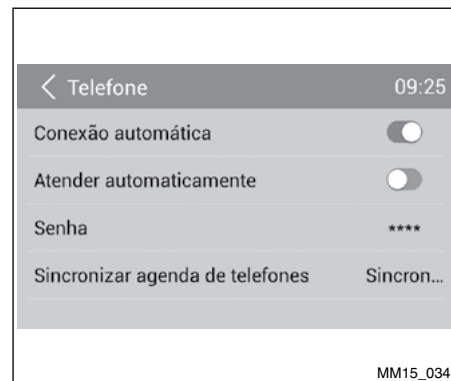 Telefone 09:25
Conexão automática
Atender automaticamente
Senha ****
Sincronizar agenda de telefones Sincron...
MM15_034